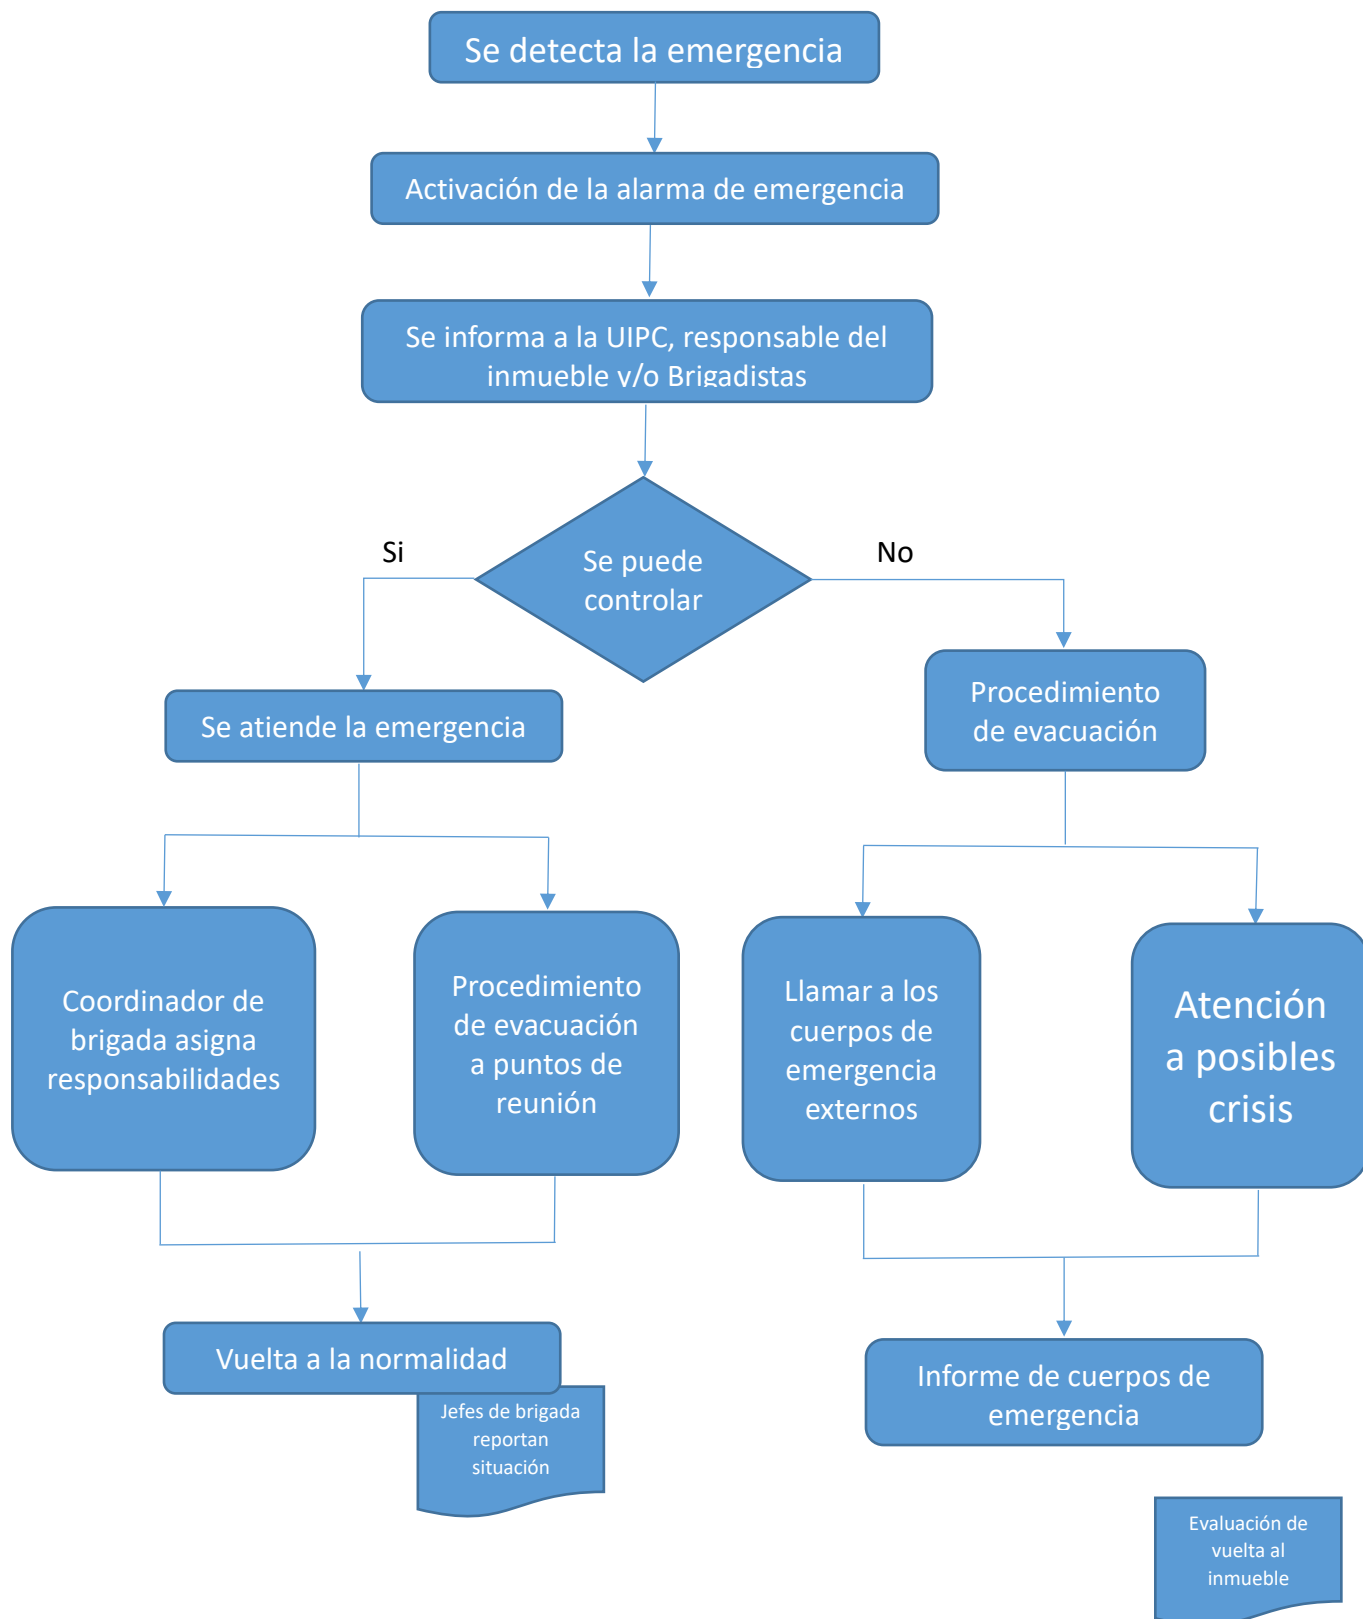 Se detecta la emergencia
Activación de la alarma de emergencia
Se informa a la UIPC, responsable del
inmueble y/o Brigadistas
Si
No
Se puede
controlar
Procedimiento
de evacuación
Se atiende la emergencia
Coordinador de
brigada asigna
responsabilidades
Procedimiento
de evacuación
a puntos de
reunión
Llamar a los
cuerpos de
emergencia
externos
Atención
a posibles
crisis
Vuelta a la normalidad
Jefes de brigada
reportan
situación
Informe de cuerpos de
emergencia
Evaluación de
vuelta al
inmueble